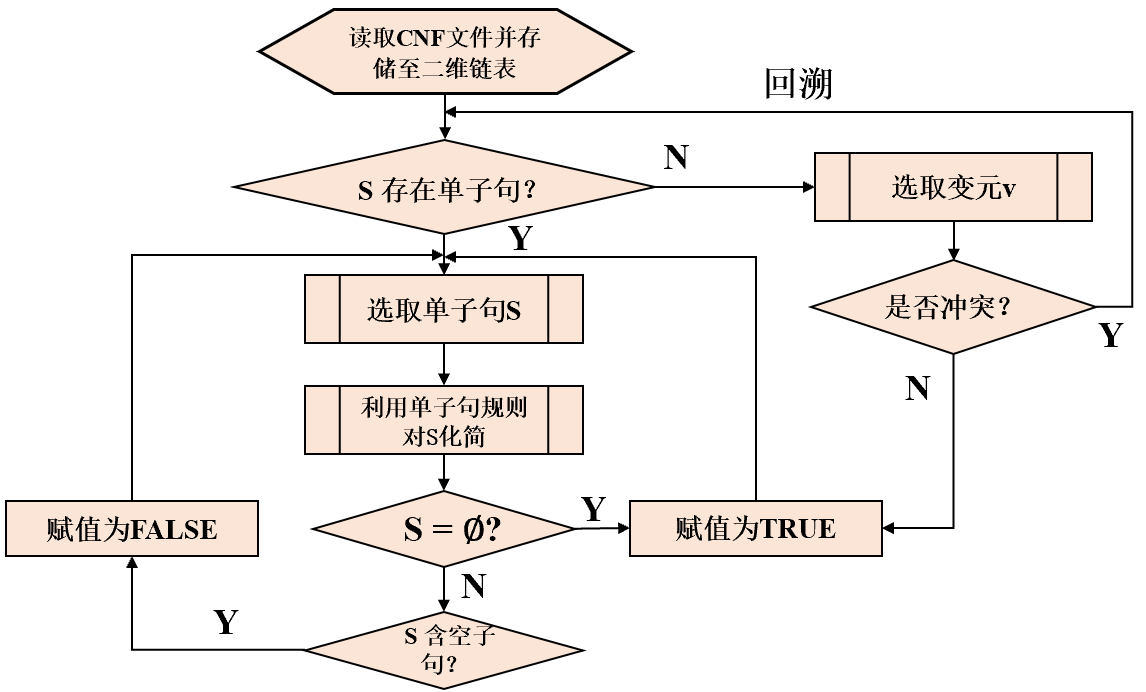 读取CNF文件并存
储至二维链表
回溯
N
S 存在单子句?
选取变元v
Y
选取单子句S
是否冲突?
Y
利用单子句规则
对S化简
N
S = ∅?
Y
赋值为FALSE
赋值为TRUE
N
Y
S 含空子
句?